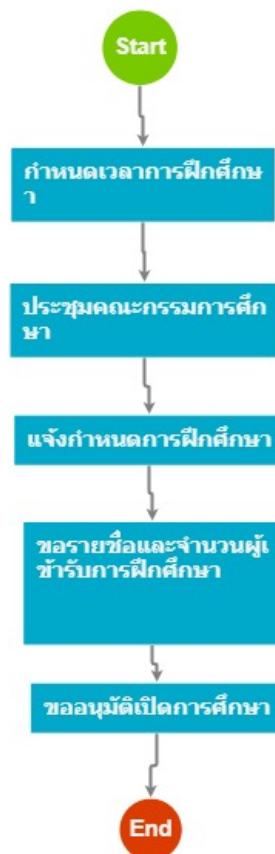 Start
กำหนดเวลาการฝึกศึกษ
า
ประชุมคณะกรรมการศึก
ษา
แจ้งกำหนดการฝึกศึกษา
ขอรายชื่อและจำนวนผู้เ
ข้ารับการฝึกศึกษา
ขออนุมัติเปิดการศึกษา
End